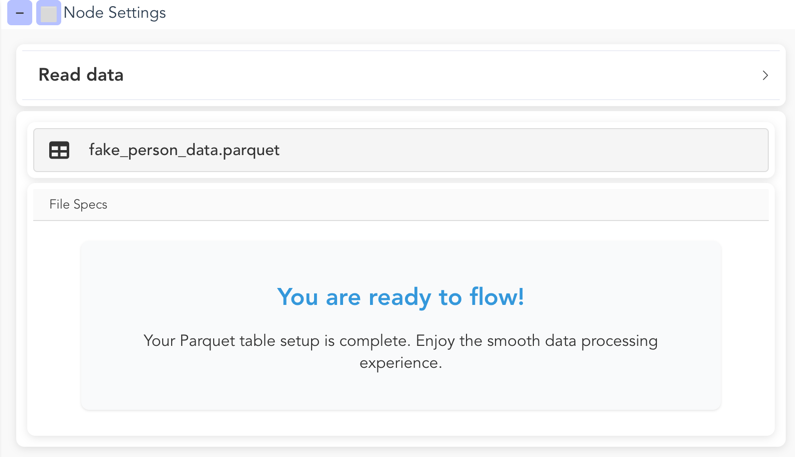 Node Settings
Read data
fake_person_data.parquet
File Specs
You are ready to flow!
Your Parquet table setup is complete. Enjoy the smooth data processing
experience.